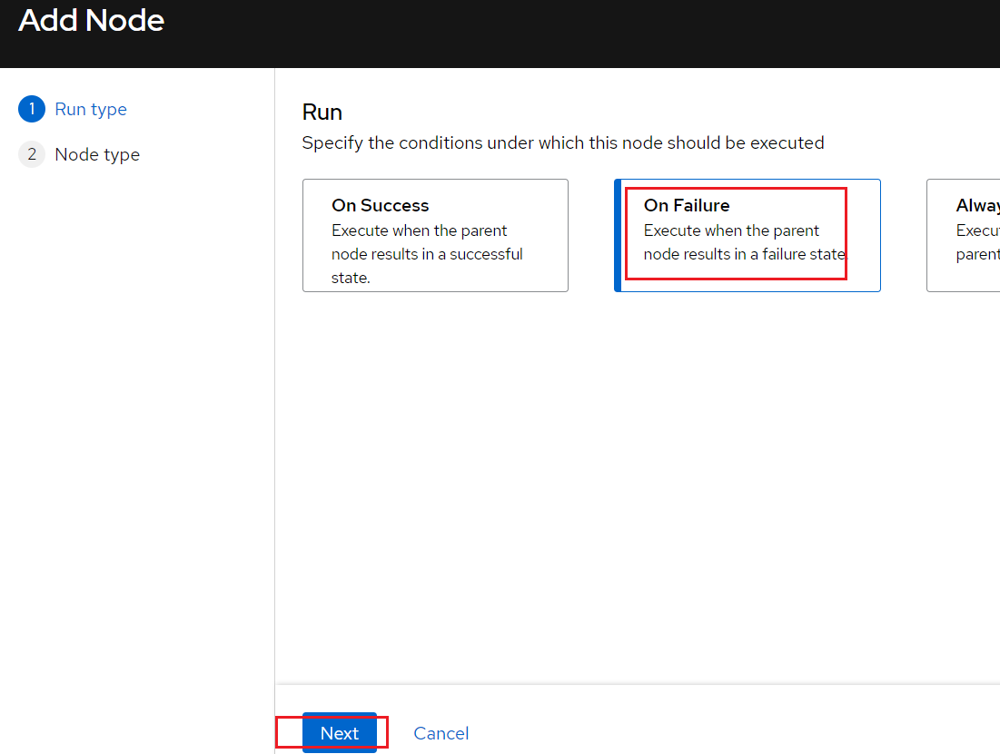 Add Node
1 Run type
2 Node type
Run
Specify the conditions under which this node should be executed
On Success
Execute when the parent
node results in a successful
state.
On Failure
Execute when the parent
node results in a failure state.
Alway
Execu
parent
Next
Cancel